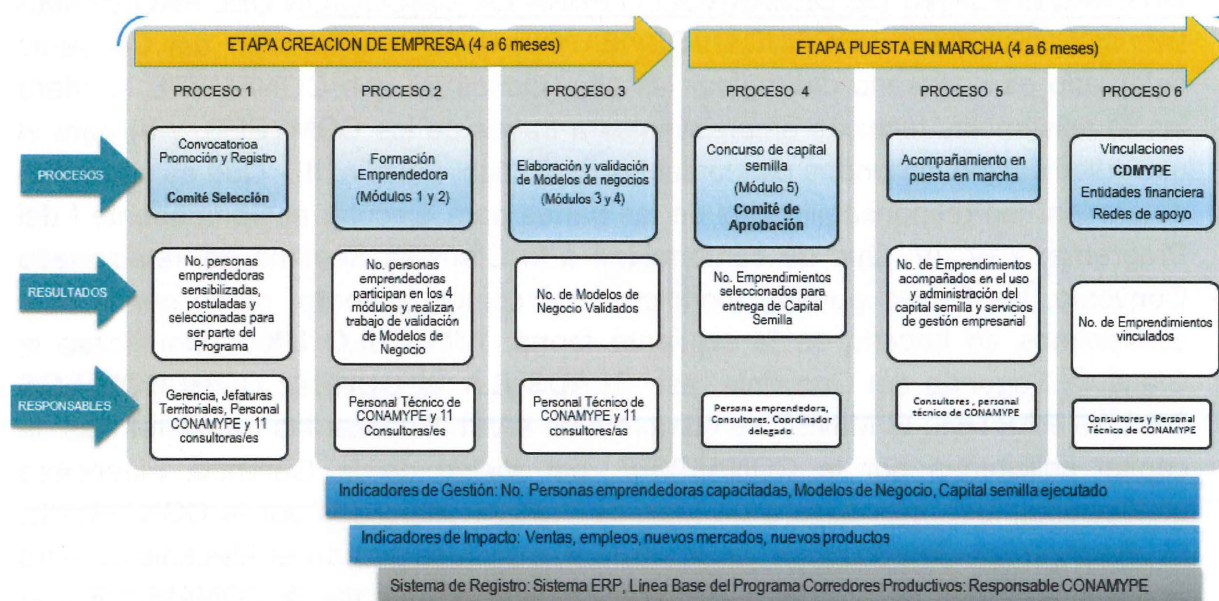 ETAPA CREACION DE EMPRESA (4 a 6 meses)
ETAPA PUESTA EN MARCHA (4 a 6 meses)
PROCESO 1
PROCESO 2
PROCESO 3
PROCESO 4
PROCESO 5
PROCESO 6
PROCESOS
Convocatorioa
Promoción y Registro
Comité Selección
Formación
Emprendedora
(Módulos 1 y 2)
Elaboración y validación
de Modelos de negocios
(Módulos 3 y 4)
Concurso de capital
semilla
(Módulo 5)
Comité de
Aprobación
Acompañamiento en
puesta en marcha
Vinculaciones
CDMYPE
Entidades financiera
Redes de apoyo
RESULTADOS
No. personas
emprendedoras
sensibilizadas,
postuladas y
seleccionadas para
ser parte del
Programa
No. personas
emprendedoras
participan en los 4
módulos y realizan
trabajo de validación
de Modelos de
Negocio
No. de Modelos de
Negocio Validados
No. Emprendimientos
seleccionados para
entrega de Capital
Semilla
No. de Emprendimientos
acompañados en el uso
y administración del
capital semilla y servicios
de gestión empresarial
No. de Emprendimientos
vinculados
RESPONSABLES
Gerencia, Jefaturas
Territoriales, Personal
CONAMYPE y 11
consultoras/es
Personal Técnico de
CONAMYPE y 11
Consultoras/es
Personal Técnico de
CONAMYPE y 11
consultores/as
Persona emprendedora,
Consultores, Coordinador
delegado.
Consultores , personal
técnico de CONAMYPE
Consultores y Personal
Técnico de CONAMYPE
Indicadores de Gestión: No. Personas emprendedoras capacitadas, Modelos de Negocio, Capital semilla ejecutado
Indicadores de Impacto: Ventas, empleos, nuevos mercados, nuevos productos
Sistema de Registro: Sistema ERP, Línea Base del Programa Corredores Productivos: Responsable CONAMYPE